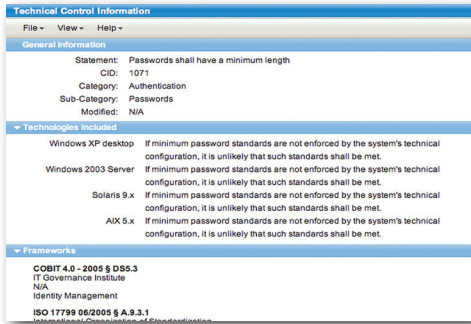 Technical Control Information
File View Help
General Information
Statement: Passwords shall have a minimum length
CID: 1071
Category: Authentication
Sub-Category: Passwords
Modified: N/A
Technologies Included
Windows XP desktop If minimum password standards are not enforced by the system's technical
configuration, it is unlikely that such standards shall be met.
Windows 2003 Server If minimum password standards are not enforced by the system's technical
configuration, it is unlikely that such standards shall be met.
Solaris 9.x If minimum password standards are not enforced by the system's technical
configuration, it is unlikely that such standards shall be met.
AIX 5.x If minimum password standards are not enforced by the system's technical
configuration, it is unlikely that such standards shall be met.
Frameworks
COBIT 4.0 - 2005 § DS5.3
IT Governance Institute
N/A
Identity Management
ISO 17799 06/2005 § A.9.3.1
International Organization of Standardization